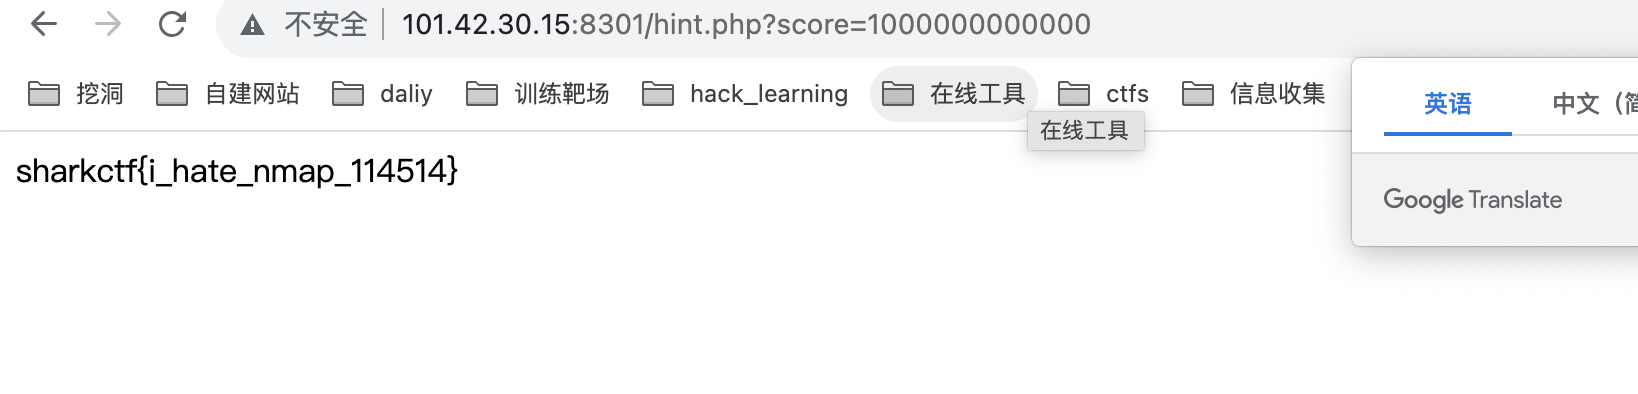 不安全 101.42.30.15:8301/hint.php?score=1000000000000
挖洞 自建网站 daliy 训练靶场 hack_learning 在线工具 ctfs 信息收集
在线工具
英语 中文（简
sharkctf{i_hate_nmap_114514}
Google Translate